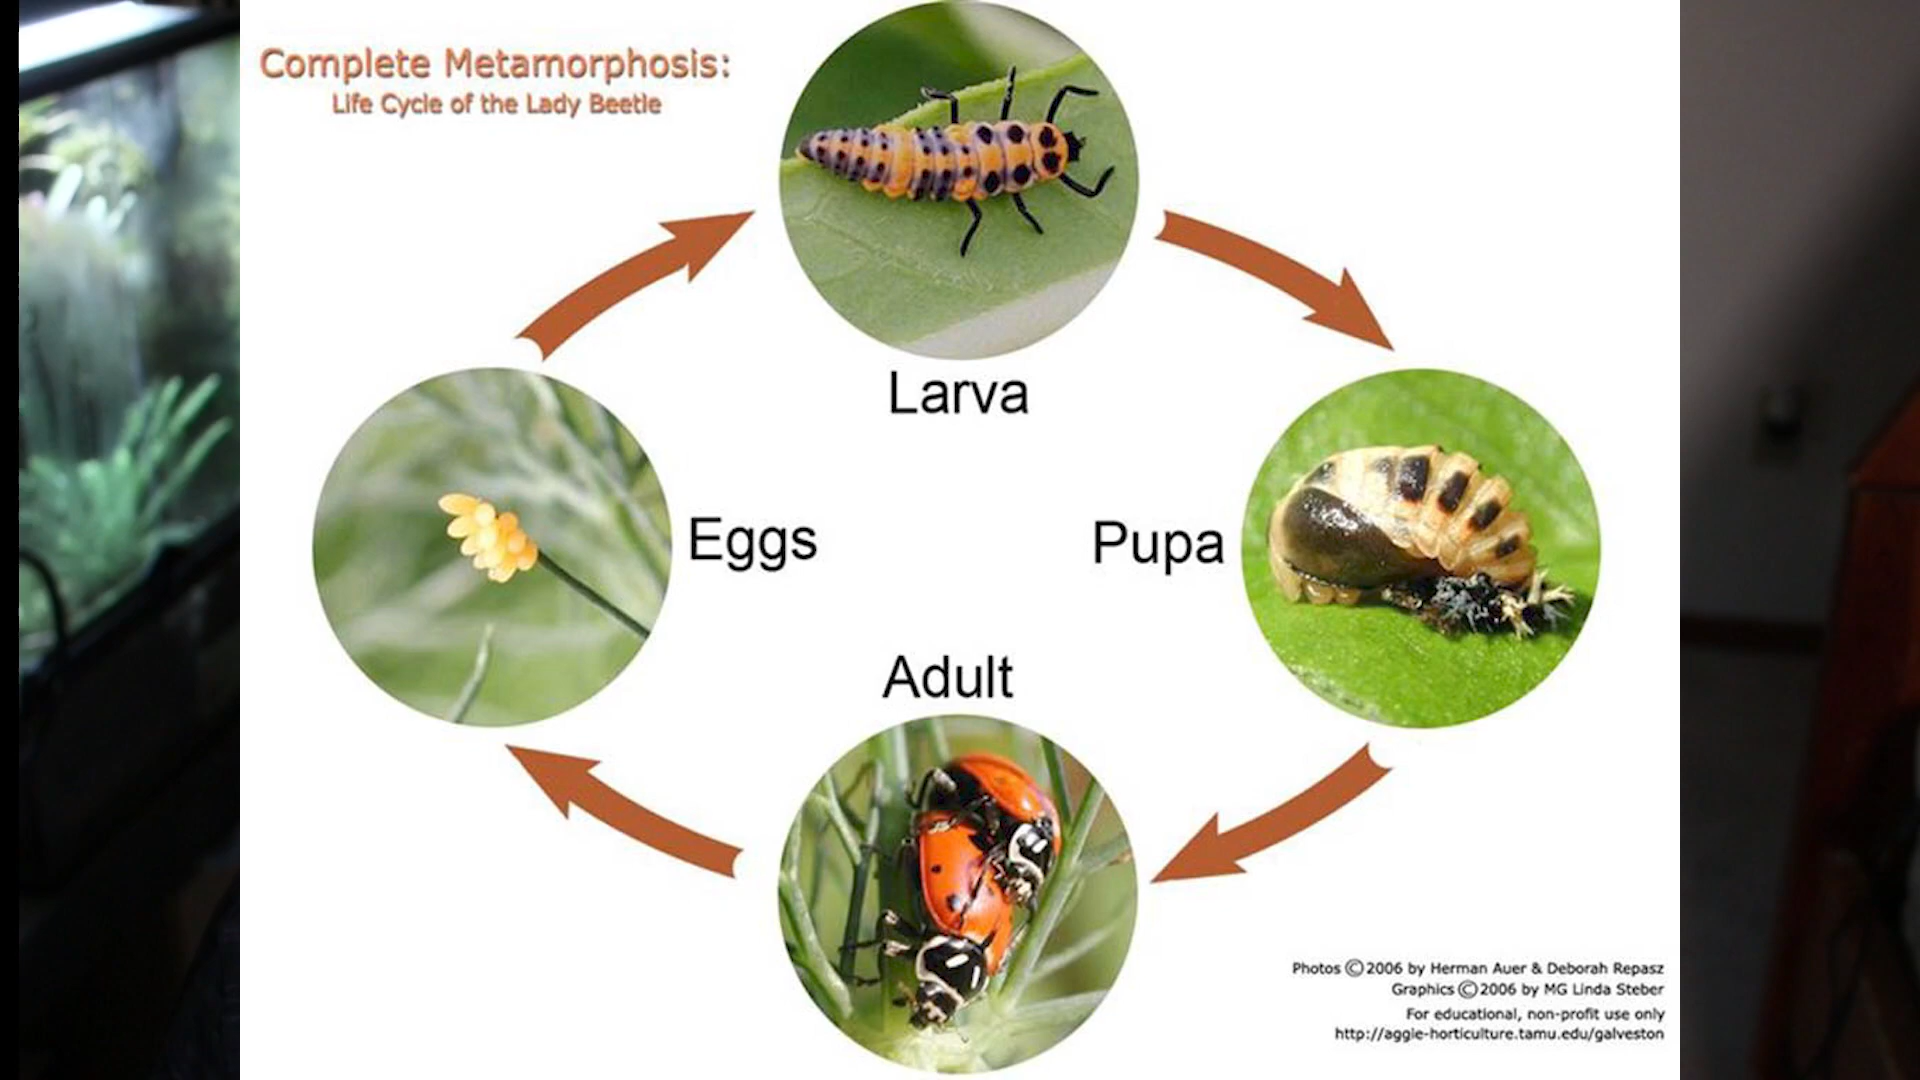 Complete Metamorphosis:
Life Cycle of the Lady Beetle
Larva
Eggs
Pupa
Adult
Photos ©2006 by Herman Auer & Deborah Repasz
Graphics ©2006 by MG Linda Steber
For educational, non-profit use only
http://aggie-horticulture.tamu.edu/galveston